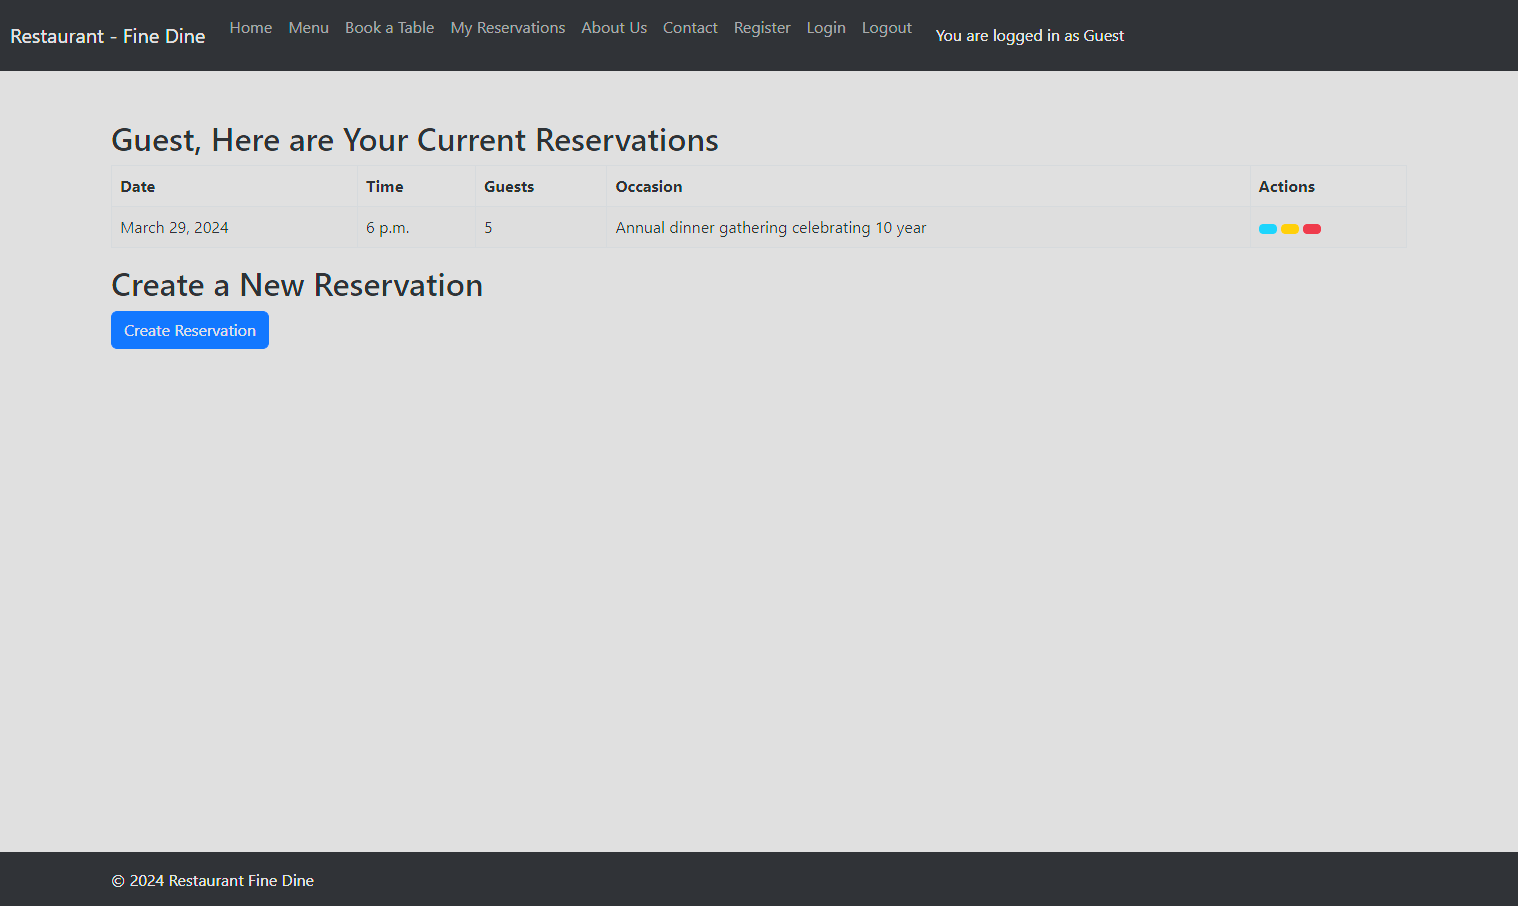 Restaurant - Fine Dine Home Menu Book a Table My Reservations About Us Contact Register Login Logout You are logged in as Guest
Guest, Here are Your Current Reservations
Date Time Guests Occasion Actions
March 29, 2024 6 p.m. 5 Annual dinner gathering celebrating 10 year
Create a New Reservation
Create Reservation
© 2024 Restaurant Fine Dine